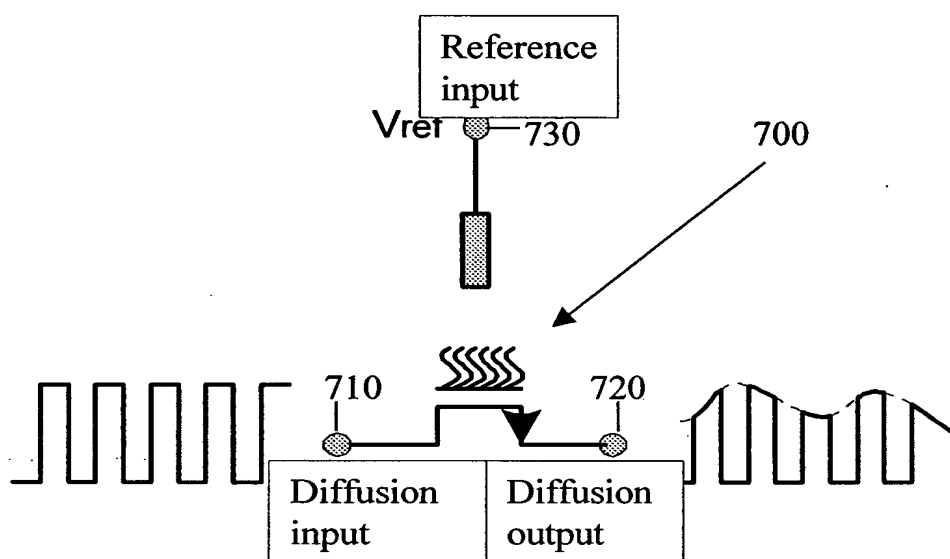 Reference
input
Vref
730
700
710
720
Diffusion
input
Diffusion
output